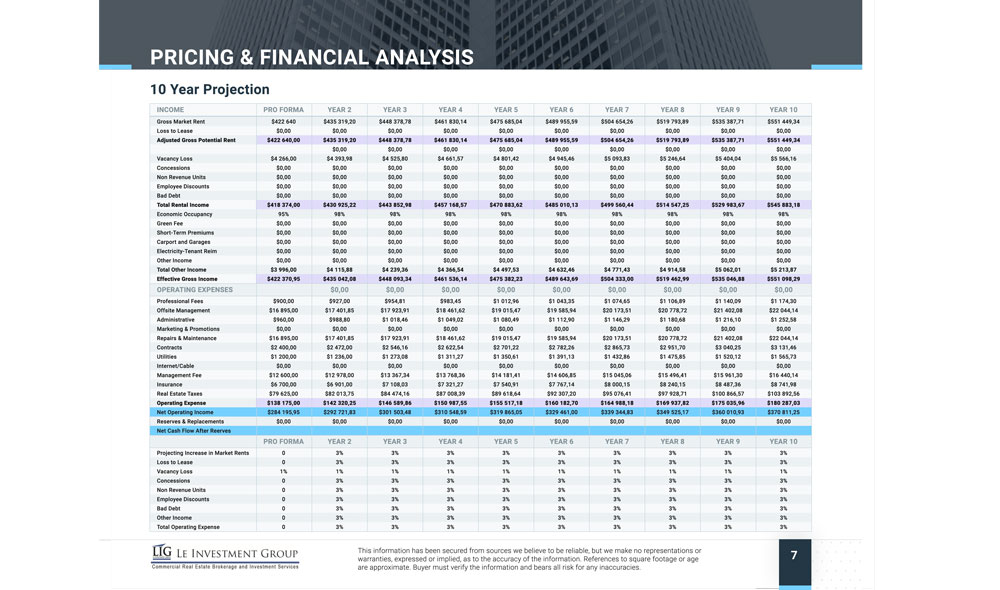 PRICING & FINANCIAL ANALYSIS
10 Year Projection
INCOME PRO FORMA YEAR 2 YEAR 3 YEAR 4 YEAR 5 YEAR 6 YEAR 7 YEAR 8 YEAR 9 YEAR 10
Gross Market Rent $422 640 $435 319,20 $448 378,78 $461 830,14 $475 685,04 $489 955,59 $504 654,26 $519 793,89 $535 387,71 $551 449,34
Loss to Lease $0,00 $0,00 $0,00 $0,00 $0,00 $0,00 $0,00 $0,00 $0,00 $0,00
Adjusted Gross Potential Rent $422 640,00 $435 319,20 $448 378,78 $461 830,14 $475 685,04 $489 955,59 $504 654,26 $519 793,89 $535 387,71 $551 449,34
$0,00 $0,00 $0,00 $0,00 $0,00 $0,00 $0,00 $0,00 $0,00
Vacancy Loss $4 266,00 $4 393,98 $4 525,80 $4 661,57 $4 801,42 $4 945,46 $5 093,83 $5 246,64 $5 404,04 $5 566,16
Concessions $0,00 $0,00 $0,00 $0,00 $0,00 $0,00 $0,00 $0,00 $0,00 $0,00
Non Revenue Units $0,00 $0,00 $0,00 $0,00 $0,00 $0,00 $0,00 $0,00 $0,00 $0,00
Employee Discounts $0,00 $0,00 $0,00 $0,00 $0,00 $0,00 $0,00 $0,00 $0,00 $0,00
Bad Debt $0,00 $0,00 $0,00 $0,00 $0,00 $0,00 $0,00 $0,00 $0,00 $0,00
Total Rental Income $418 374,00 $430 925,22 $443 852,98 $457 168,57 $470 883,62 $485 010,13 $499 560,44 $514 547,25 $529 983,67 $545 883,18
Economic Occupancy 95% 98% 98% 98% 98% 98% 98% 98% 98% 98%
Green Fee $0,00 $0,00 $0,00 $0,00 $0,00 $0,00 $0,00 $0,00 $0,00 $0,00
Short-Term Premiums $0,00 $0,00 $0,00 $0,00 $0,00 $0,00 $0,00 $0,00 $0,00 $0,00
Carport and Garages $0,00 $0,00 $0,00 $0,00 $0,00 $0,00 $0,00 $0,00 $0,00 $0,00
Electricity-Tenant Reim $0,00 $0,00 $0,00 $0,00 $0,00 $0,00 $0,00 $0,00 $0,00 $0,00
Other Income $0,00 $0,00 $0,00 $0,00 $0,00 $0,00 $0,00 $0,00 $0,00 $0,00
Total Other Income $3 996,00 $4 115,88 $4 239,36 $4 366,54 $4 497,53 $4 632,46 $4 771,43 $4 914,58 $5 062,01 $5 213,87
Effective Gross Income $422 370,95 $435 042,08 $448 093,34 $461 536,14 $475 382,23 $489 643,69 $504 333,00 $519 462,99 $535 046,88 $551 098,29
OPERATING EXPENSES $0,00 $0,00 $0,00 $0,00 $0,00 $0,00 $0,00 $0,00 $0,00
Professional Fees $900,00 $927,00 $954,81 $983,45 $1 012,96 $1 043,35 $1 074,65 $1 106,89 $1 140,09 $1 174,30
Offsite Management $16 895,00 $17 401,85 $17 923,91 $18 461,62 $19 015,47 $19 585,94 $20 173,51 $20 778,72 $21 402,08 $22 044,14
Administrative $960,00 $988,80 $1 018,46 $1 049,02 $1 080,49 $1 112,90 $1 146,29 $1 180,68 $1 216,10 $1 252,58
Marketing & Promotions $0,00 $0,00 $0,00 $0,00 $0,00 $0,00 $0,00 $0,00 $0,00 $0,00
Repairs & Maintenance $16 895,00 $17 401,85 $17 923,91 $18 461,62 $19 015,47 $19 585,94 $20 173,51 $20 778,72 $21 402,08 $22 044,14
Contracts $2 400,00 $2 472,00 $2 546,16 $2 622,54 $2 701,22 $2 782,26 $2 865,73 $2 951,70 $3 040,25 $3 131,46
Utilities $1 200,00 $1 236,00 $1 273,08 $1 311,27 $1 350,61 $1 391,13 $1 432,86 $1 475,85 $1 520,12 $1 565,73
Internet/Cable $0,00 $0,00 $0,00 $0,00 $0,00 $0,00 $0,00 $0,00 $0,00 $0,00
Management Fee $12 600,00 $12 978,00 $13 367,34 $13 768,36 $14 181,41 $14 606,85 $15 045,06 $15 496,41 $15 961,30 $16 440,14
Insurance $6 700,00 $6 901,00 $7 108,03 $7 321,27 $7 540,91 $7 767,14 $8 000,15 $8 240,15 $8 487,36 $8 741,98
Real Estate Taxes $79 625,00 $82 013,75 $84 474,16 $87 008,39 $89 618,64 $92 307,20 $95 076,41 $97 928,71 $100 866,57 $103 892,56
Operating Expense $138 175,00 $142 320,25 $146 589,86 $150 987,55 $155 517,18 $160 182,70 $164 988,18 $169 937,82 $175 035,96 $180 287,03
Net Operating Income $284 195,95 $292 721,83 $301 503,48 $310 548,59 $319 865,05 $329 461,00 $339 344,83 $349 525,17 $360 010,93 $370 811,25
Reserves & Replacements $0,00 $0,00 $0,00 $0,00 $0,00 $0,00 $0,00 $0,00 $0,00 $0,00
Net Cash Flow After Reerves
PRO FORMA YEAR 2 YEAR 3 YEAR 4 YEAR 5 YEAR 6 YEAR 7 YEAR 8 YEAR 9 YEAR 10
Projecting Increase in Market Rents 0 3% 3% 3% 3% 3% 3% 3% 3% 3%
Loss to Lease 0 3% 3% 3% 3% 3% 3% 3% 3% 3%
Vacancy Loss 1% 1% 1% 1% 1% 1% 1% 1% 1% 1%
Concessions 0 3% 3% 3% 3% 3% 3% 3% 3% 3%
Non Revenue Units 0 3% 3% 3% 3% 3% 3% 3% 3% 3%
Employee Discounts 0 3% 3% 3% 3% 3% 3% 3% 3% 3%
Bad Debt 0 3% 3% 3% 3% 3% 3% 3% 3% 3%
Other Income 0 3% 3% 3% 3% 3% 3% 3% 3% 3%
Total Operating Expense 0 3% 3% 3% 3% 3% 3% 3% 3% 3%
LIG LE INVESTMENT GROUP
Commercial Real Estate Brokerage and Investment Services
This information has been secured from sources we believe to be reliable, but we make no representations or
warranties, expressed or implied, as to the accuracy of the information. References to square footage or age
are approximate. Buyer must verify the information and bears all risk for any inaccuracies.
7